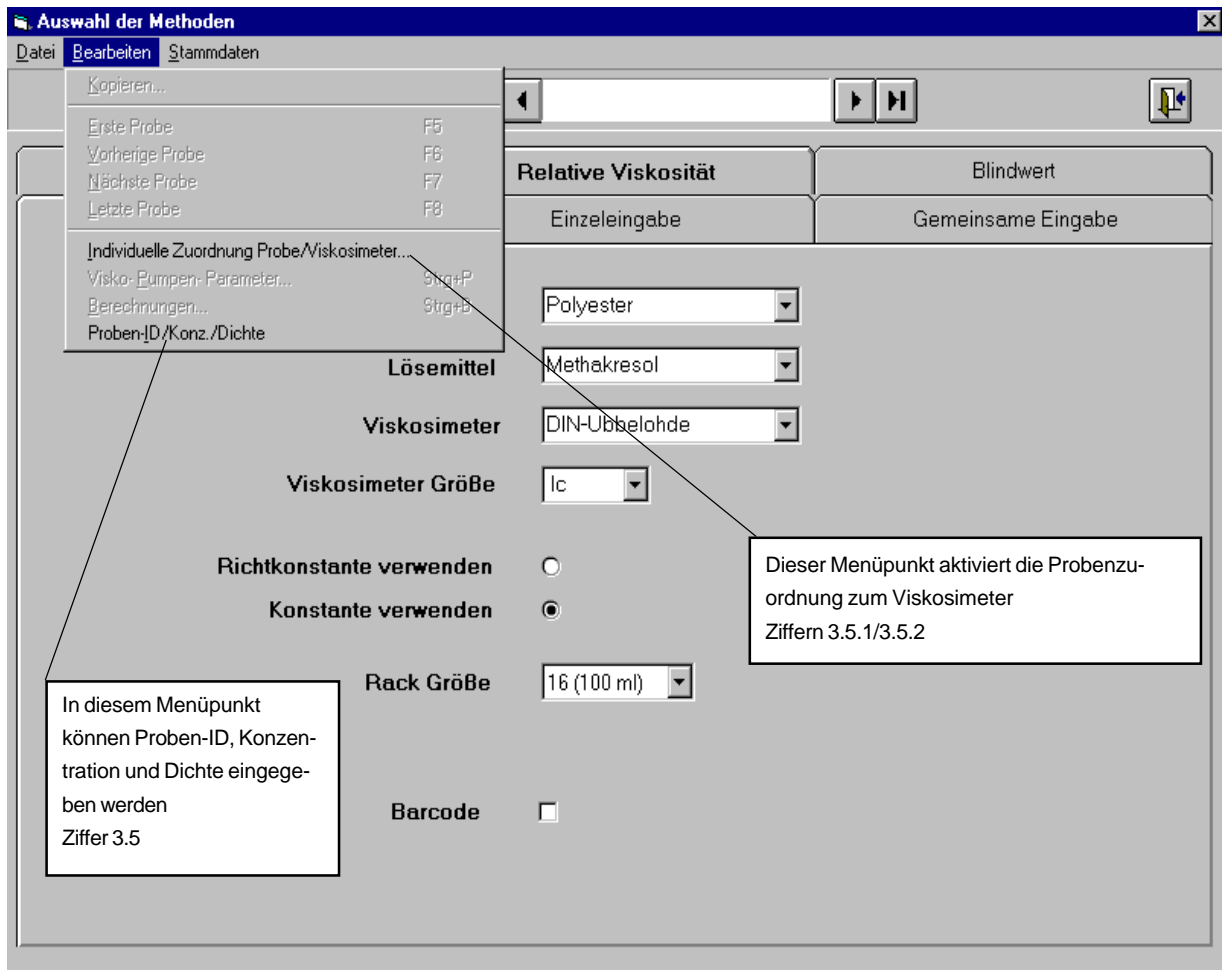 Auswahl der Methoden
Datei Bearbeiten Stammdaten
Kopieren...
Erste Probe F5
Vorherige Probe F6
Nächste Probe F7
Letzte Probe F8
Individuelle Zuordnung Probe/Viskosimeter...
Visko- Pumpen- Parameter... Strg+P
Berechnungen... Strg+B
Proben-ID/Konz./Dichte
Relative Viskosität
Blindwert
Einzeleingabe
Gemeinsame Eingabe
Polyester
Lösemittel Methakresol
Viskosimeter DIN-Ubbelohde
Viskosimeter Größe Ic
Richtkonstante verwenden
Konstante verwenden
Rack Größe 16 (100 ml)
Barcode
Dieser Menüpunkt aktiviert die Probenzu-
ordnung zum Viskosimeter
Ziffern 3.5.1/3.5.2
In diesem Menüpunkt
können Proben-ID, Konzen-
tration und Dichte eingege-
ben werden
Ziffer 3.5